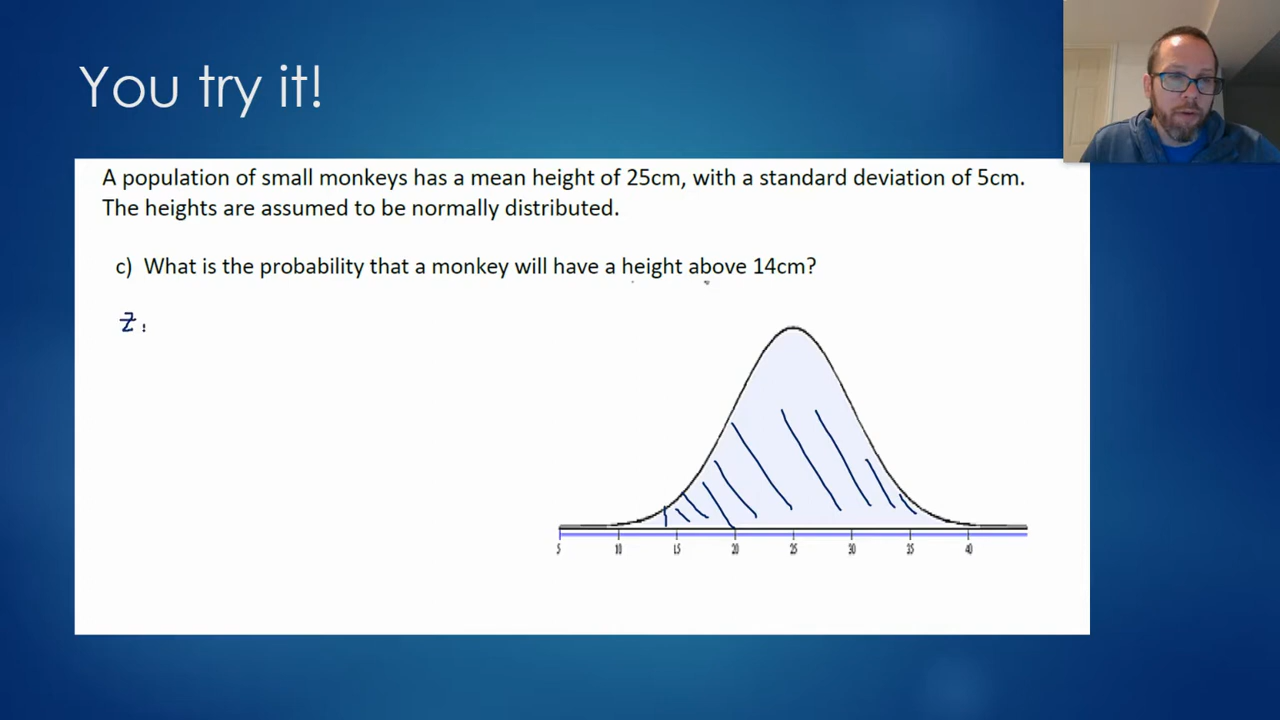 You try it!
A population of small monkeys has a mean height of 25cm, with a standard deviation of 5cm.
The heights are assumed to be normally distributed.
c) What is the probability that a monkey will have a height above 14cm?
Z:
5 10 15 20 25 30 35 40